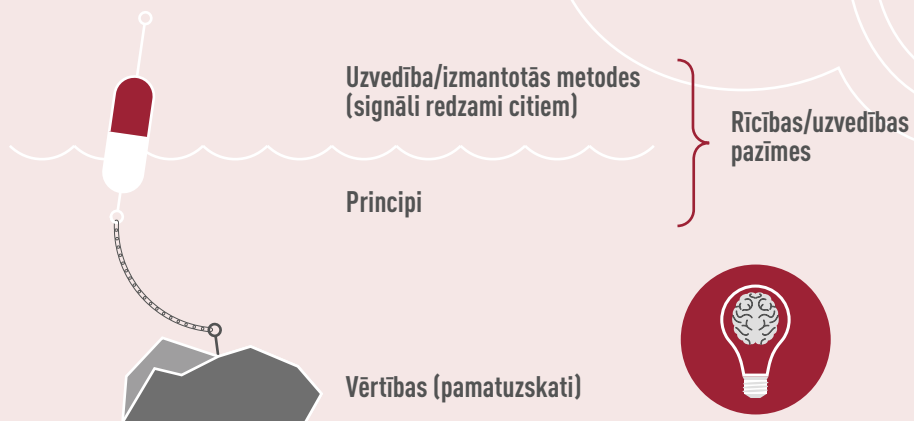 Uzvedība/izmantotās metodes
(signāli redzami citiem)
Rīcības/uzvedības
pazīmes
Principi
Vērtības (pamatuzskati)